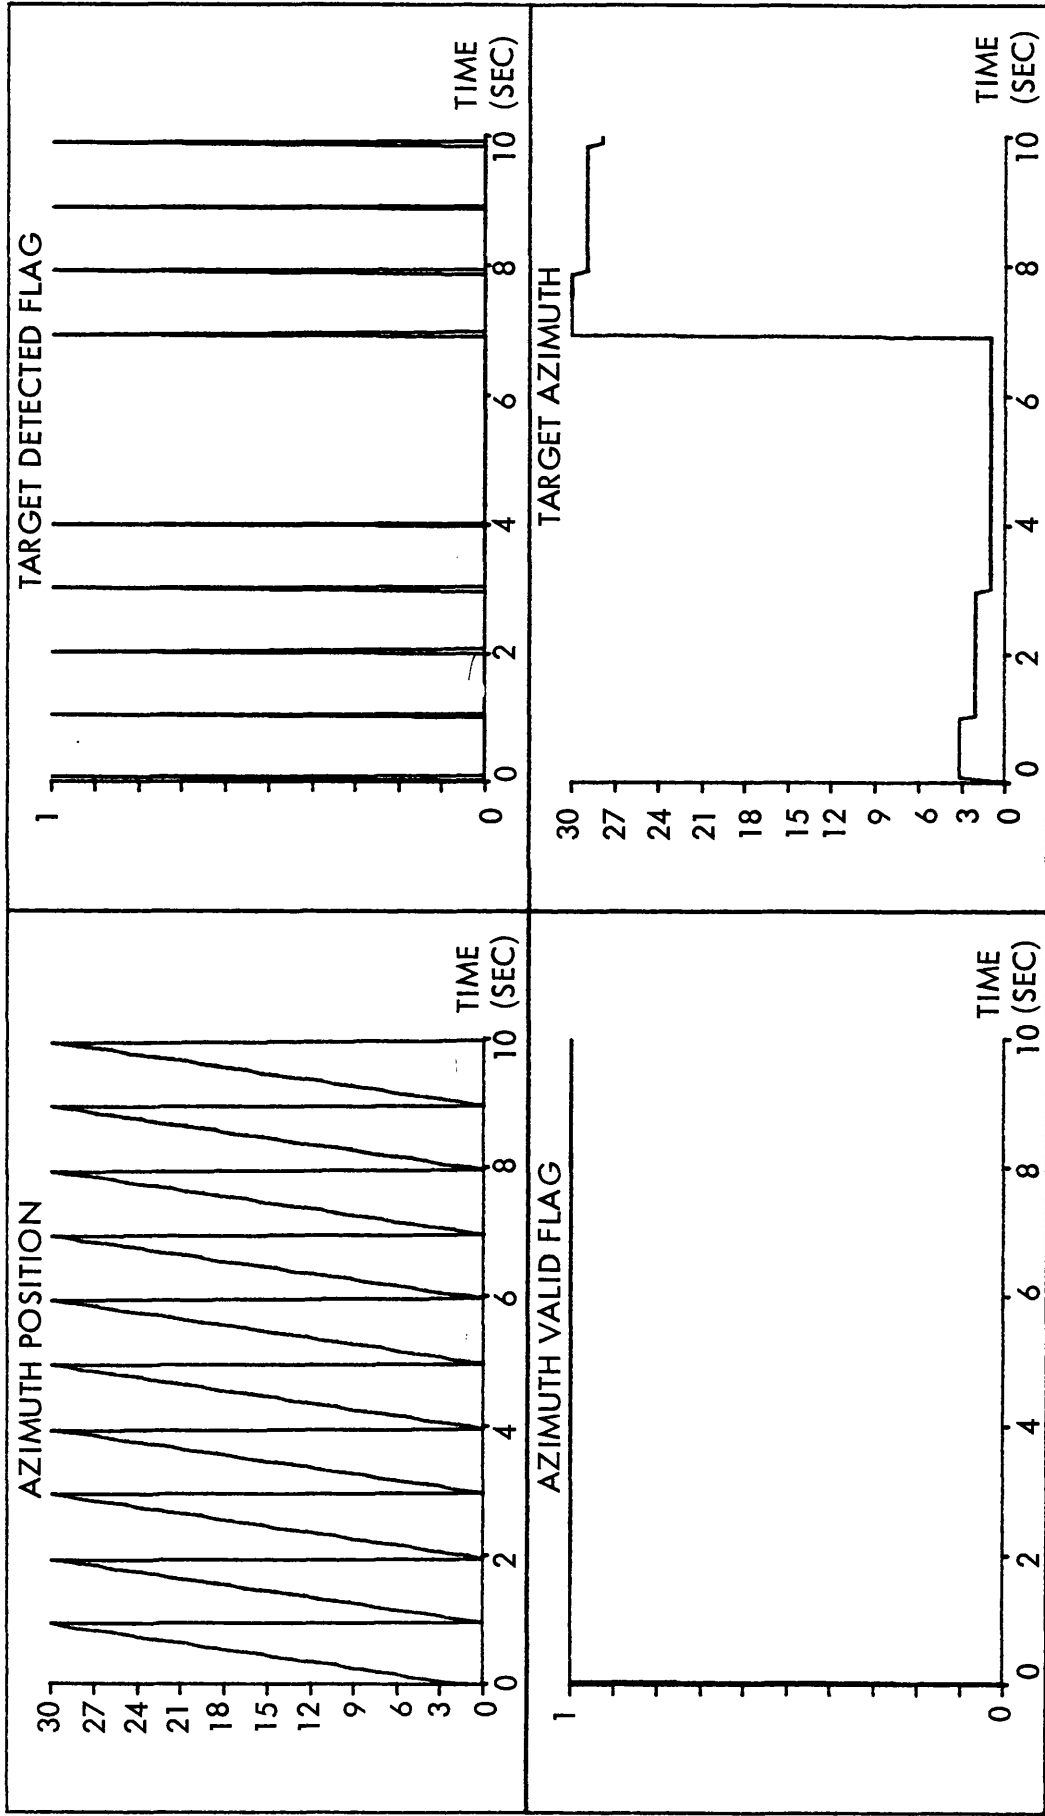 AZIMUTH POSITION
30
27
24
21
18
15
12
9
6
3
0
0 2 4 6 8 10
TIME
(SEC)
TARGET DETECTED FLAG
1
0
0 2 4 6 8 10
TIME
(SEC)
AZIMUTH VALID FLAG
1
0
0 2 4 6 8 10
TIME
(SEC)
TARGET AZIMUTH
30
27
24
21
18
15
12
9
6
3
0
0 2 4 6 8 10
TIME
(SEC)